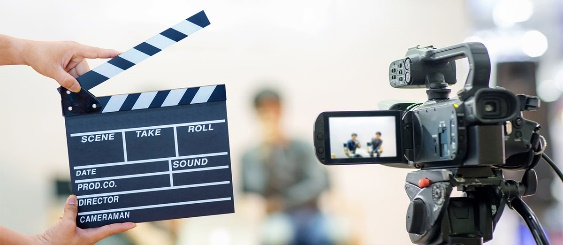 SCENE TAKE ROLL
DATE SOUND
PROD.CO.
DIRECTOR
CAMERAMAN